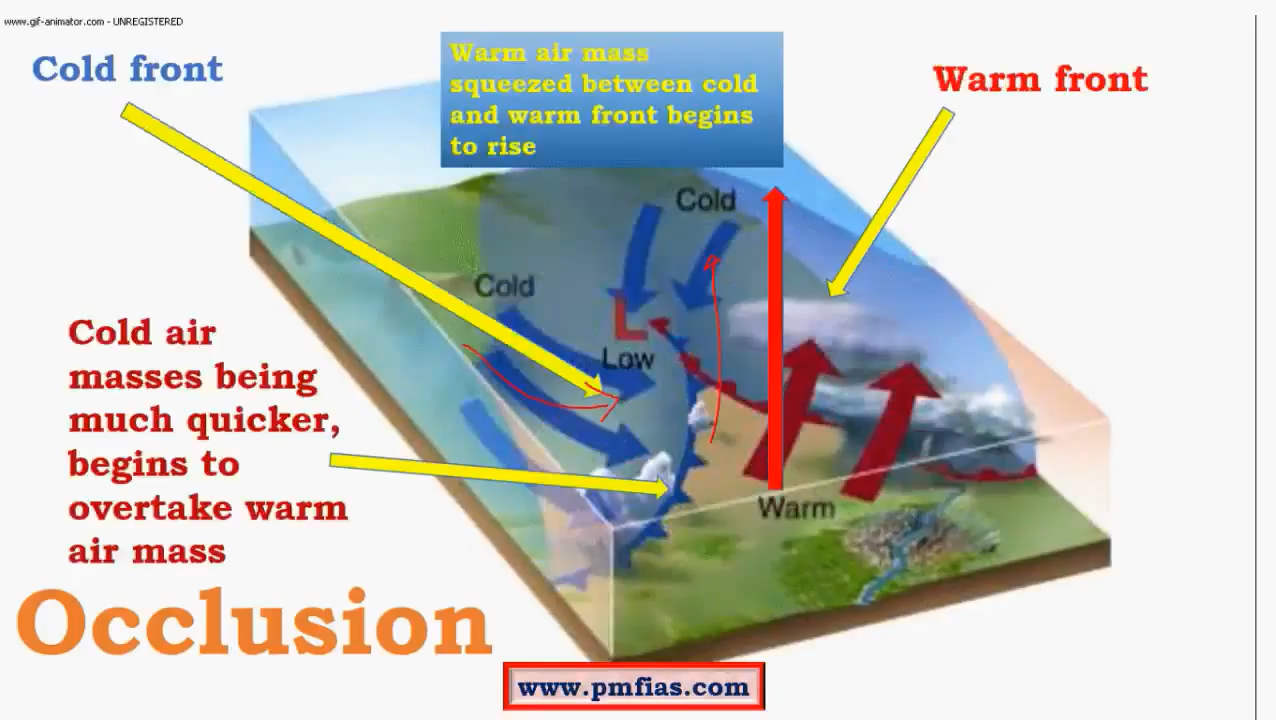 www.gif-animator.com - UNREGISTERED
Cold front
Warm air mass
squeezed between cold
and warm front begins
to rise
Warm front
Cold
Cold
L
Low
Cold air
masses being
much quicker,
begins to
overtake warm
air mass
Warm
Occlusion
www.pmfias.com